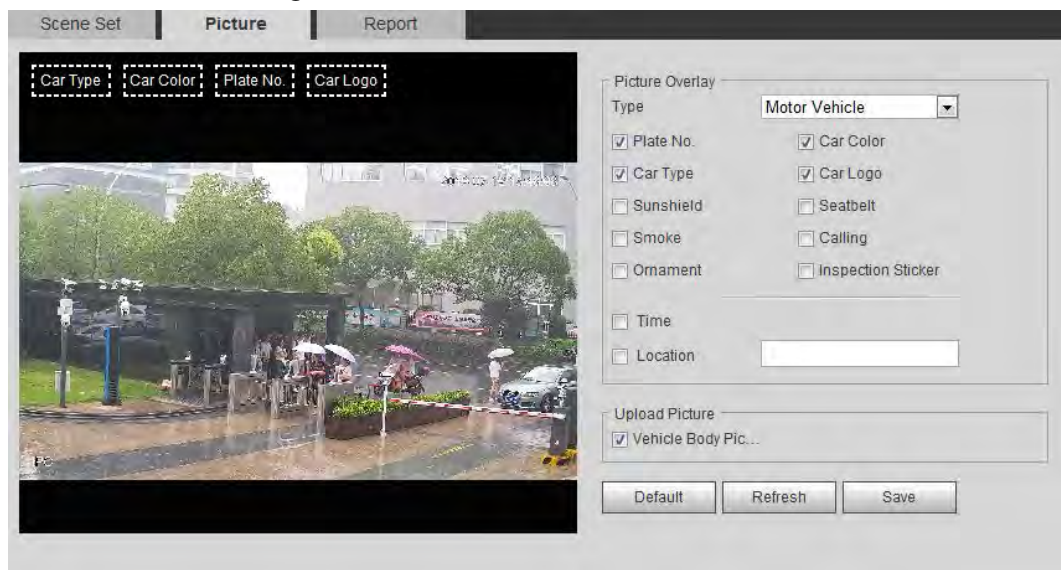 Scene Set Picture Report
Car Type Car Color Plate No. Car Logo
Picture Overlay
Type Motor Vehicle
Plate No. Car Color
Car Type Car Logo
Sunshield Seatbelt
Smoke Calling
Ornament Inspection Sticker
Time
Location
Upload Picture
Vehicle Body Pic...
Default Refresh Save